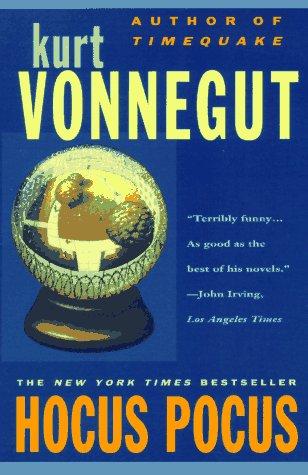 AUTHOR OF
TIMEQUAKE
kurt
VONNEGUT
"Terribly funny...
As good as the
best of his novels."
—John Irving,
Los Angeles Times
THE NEW YORK TIMES BESTSELLER
HOCUS POCUS